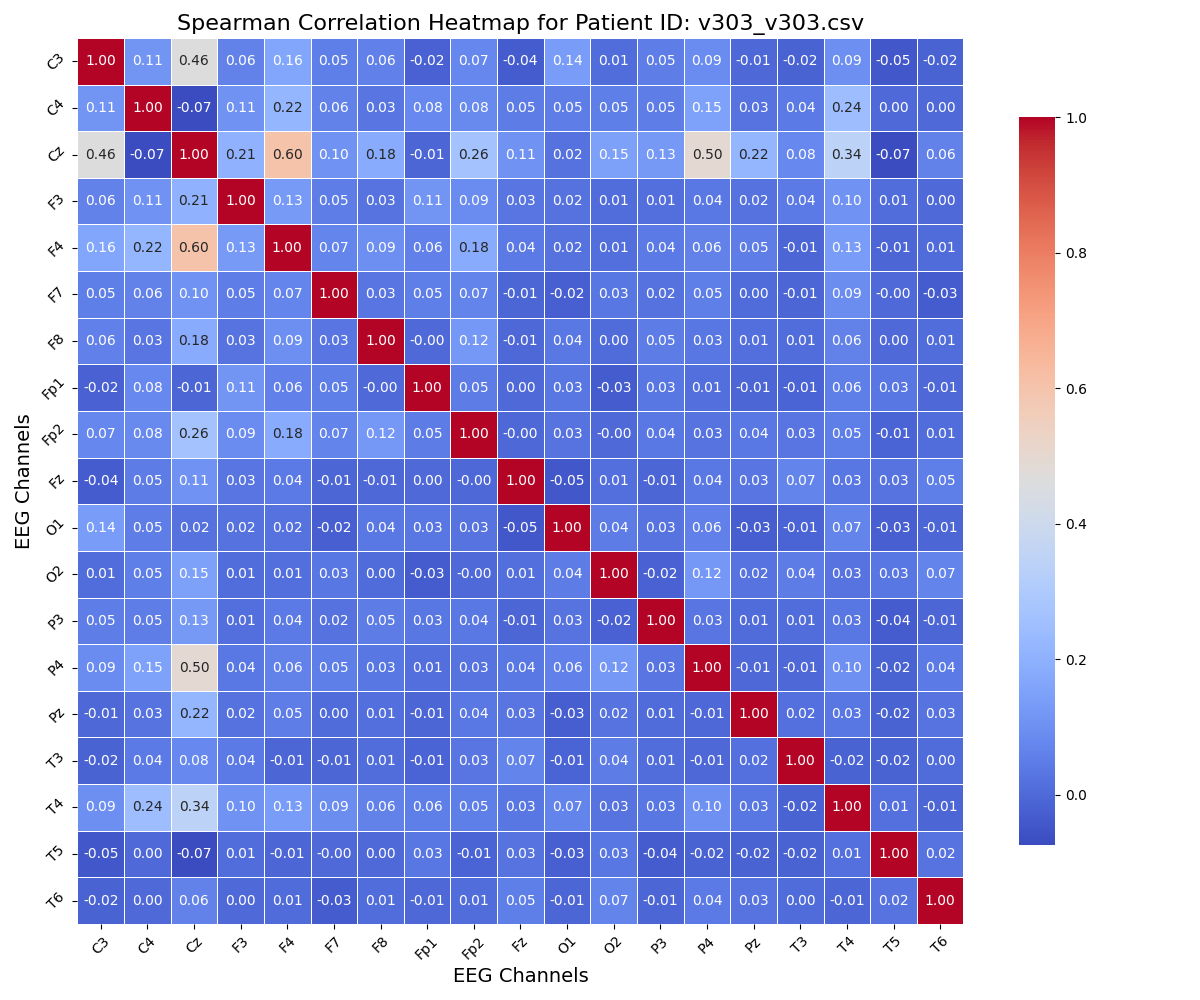 Spearman Correlation Heatmap for Patient ID: v303_v303.csv
C3 1.00 0.11 0.46 0.06 0.16 0.05 0.06 -0.02 0.07 -0.04 0.14 0.01 0.05 0.09 -0.01 -0.02 0.09 -0.05 -0.02
C4 0.11 1.00 -0.07 0.11 0.22 0.06 0.03 0.08 0.08 0.05 0.05 0.05 0.05 0.15 0.03 0.04 0.24 0.00 0.00
Cz 0.46 -0.07 1.00 0.21 0.60 0.10 0.18 -0.01 0.26 0.11 0.02 0.15 0.13 0.50 0.22 0.08 0.34 -0.07 0.06
F3 0.06 0.11 0.21 1.00 0.13 0.05 0.03 0.11 0.09 0.03 0.02 0.01 0.01 0.04 0.02 0.04 0.10 0.01 0.00
F4 0.16 0.22 0.60 0.13 1.00 0.07 0.09 0.06 0.18 0.04 0.02 0.01 0.04 0.06 0.05 -0.01 0.13 -0.01 0.01
F7 0.05 0.06 0.10 0.05 0.07 1.00 0.03 0.05 0.07 -0.01 -0.02 0.03 0.02 0.05 0.00 -0.01 0.09 -0.00 -0.03
F8 0.06 0.03 0.18 0.03 0.09 0.03 1.00 -0.00 0.12 -0.01 0.04 0.00 0.05 0.03 0.01 0.01 0.06 0.00 0.01
Fp1 -0.02 0.08 -0.01 0.11 0.06 0.05 -0.00 1.00 0.05 0.00 0.03 -0.03 0.03 0.01 -0.01 -0.01 0.06 0.03 -0.01
Fp2 0.07 0.08 0.26 0.09 0.18 0.07 0.12 0.05 1.00 -0.00 0.03 -0.00 0.04 0.03 0.04 0.03 0.05 -0.01 0.01
Fz -0.04 0.05 0.11 0.03 0.04 -0.01 -0.01 0.00 -0.00 1.00 -0.05 0.01 -0.01 0.04 0.03 0.07 0.03 0.03 0.05
O1 0.14 0.05 0.02 0.02 0.02 -0.02 0.04 0.03 0.03 -0.05 1.00 0.04 0.03 0.06 -0.03 -0.01 0.07 -0.03 -0.01
O2 0.01 0.05 0.15 0.01 0.01 0.03 0.00 -0.03 -0.00 0.01 0.04 1.00 -0.02 0.12 0.02 0.04 0.03 0.03 0.07
P3 0.05 0.05 0.13 0.01 0.04 0.02 0.05 0.03 0.04 -0.01 0.03 -0.02 1.00 0.03 0.01 0.01 0.03 -0.04 -0.01
P4 0.09 0.15 0.50 0.04 0.06 0.05 0.03 0.01 0.03 0.04 0.06 0.12 0.03 1.00 -0.01 -0.01 0.10 -0.02 0.04
Pz -0.01 0.03 0.22 0.02 0.05 0.00 0.01 -0.01 0.04 0.03 -0.03 0.02 0.01 -0.01 1.00 0.02 0.03 -0.02 0.03
T3 -0.02 0.04 0.08 0.04 -0.01 -0.01 0.01 -0.01 0.03 0.07 -0.01 0.04 0.01 -0.01 0.02 1.00 -0.02 -0.02 0.00
T4 0.09 0.24 0.34 0.10 0.13 0.09 0.06 0.06 0.05 0.03 0.07 0.03 0.03 0.10 0.03 -0.02 1.00 0.01 -0.01
T5 -0.05 0.00 -0.07 0.01 -0.01 -0.00 0.00 0.03 -0.01 0.03 -0.03 0.03 -0.04 -0.02 -0.02 -0.02 0.01 1.00 0.02
T6 -0.02 0.00 0.06 0.00 0.01 -0.03 0.01 -0.01 0.01 0.05 -0.01 0.07 -0.01 0.04 0.03 0.00 -0.01 0.02 1.00
C3 C4 Cz F3 F4 F7 F8 Fp1 Fp2 Fz O1 O2 P3 P4 Pz T3 T4 T5 T6
EEG Channels
EEG Channels
1.0
0.8
0.6
0.4
0.2
0.0